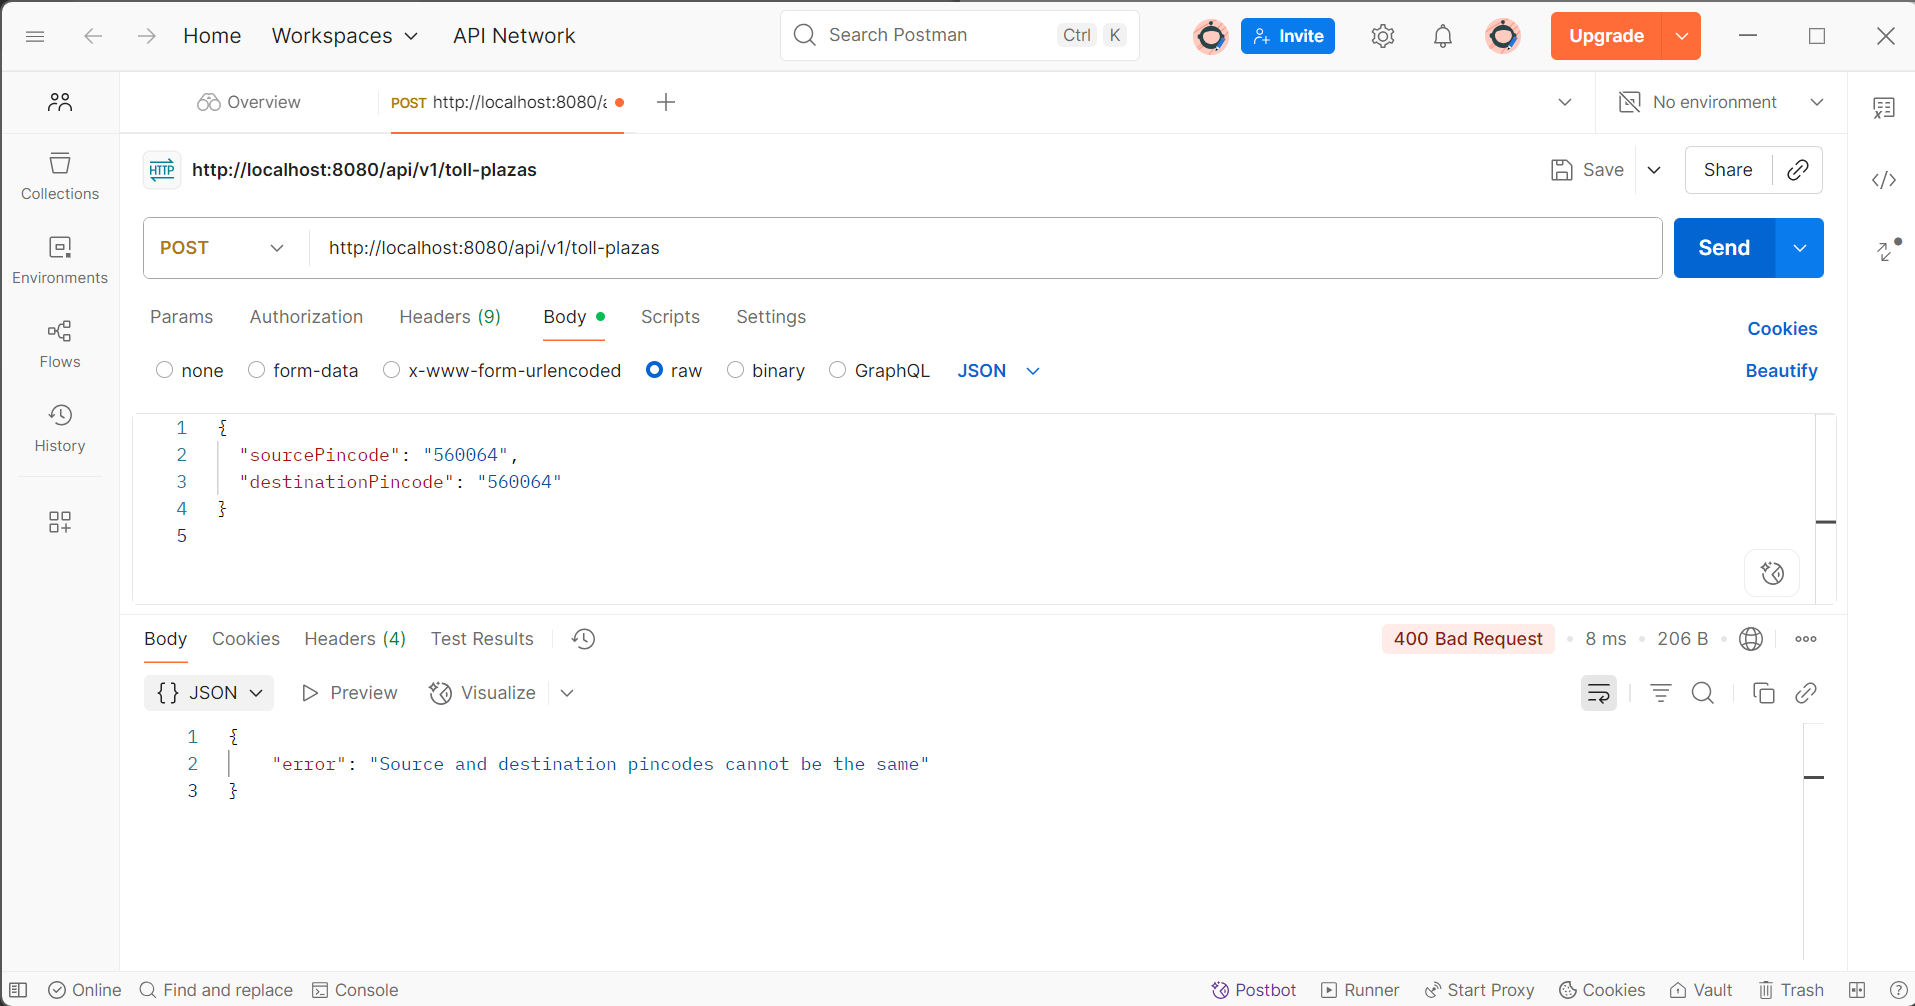 Home Workspaces API Network Search Postman Ctrl K Invite Upgrade
Overview POST http://localhost:8080/a No environment
HTTP http://localhost:8080/api/v1/toll-plazas Save Share
Collections
POST http://localhost:8080/api/v1/toll-plazas Send
Environments
Params Authorization Headers (9) Body Scripts Settings Cookies
Flows
none form-data x-www-form-urlencoded raw binary GraphQL JSON Beautify
History
1 {
2 "sourcePincode": "560064",
3 "destinationPincode": "560064"
4 }
5
Body Cookies Headers (4) Test Results 400 Bad Request • 8 ms • 206 B •
{} JSON Preview Visualize
1 {
2 "error": "Source and destination pincodes cannot be the same"
3 }
Online Find and replace Console Postbot Runner Start Proxy Cookies Vault Trash